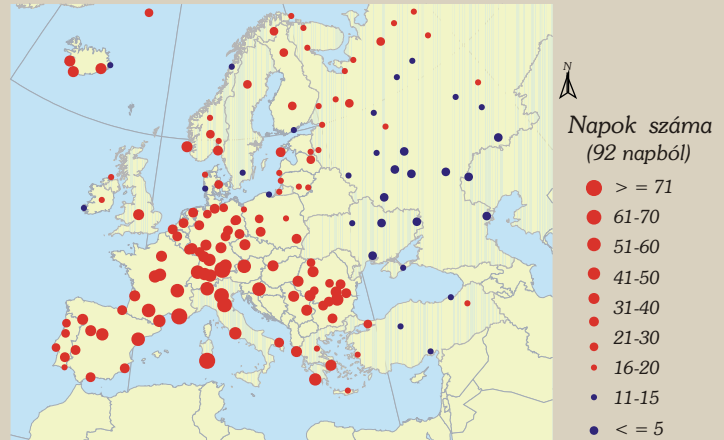 N
Napok száma
(92 napból)
> = 71
61-70
51-60
41-50
31-40
21-30
16-20
11-15
< = 5